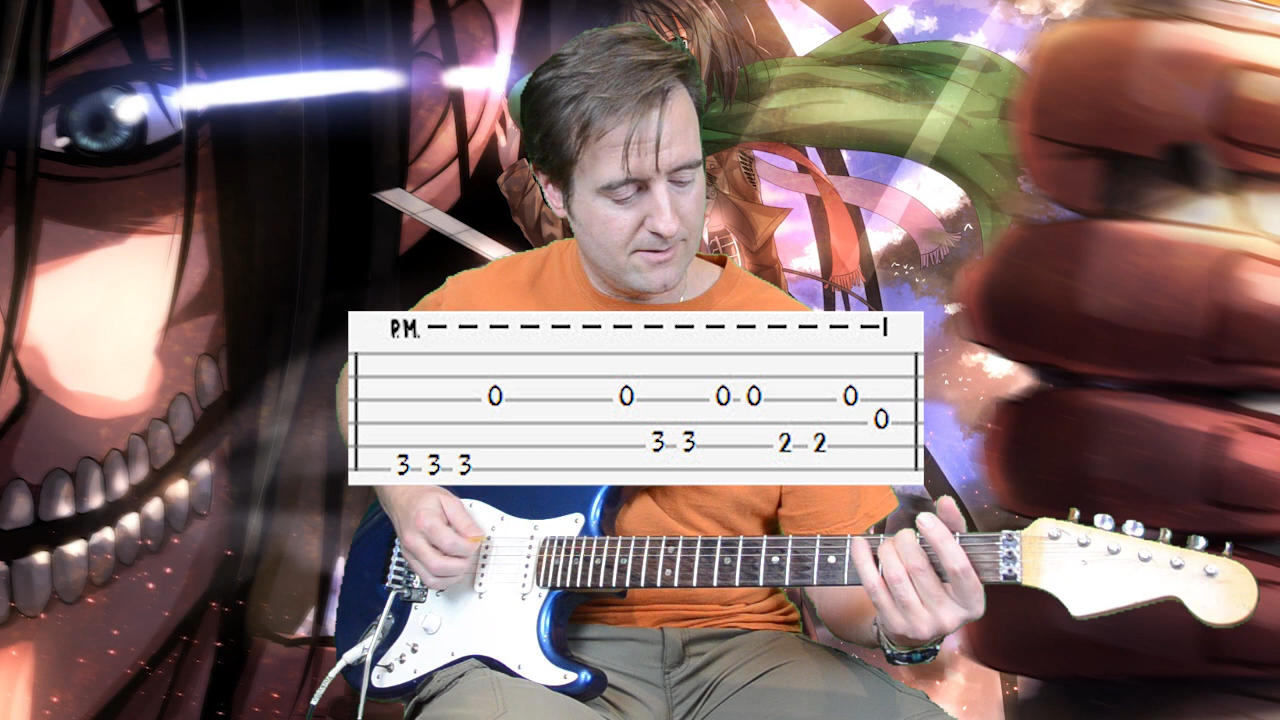 P.M.
0 0 0 0 0
0
3 3 2 2
3 3 3